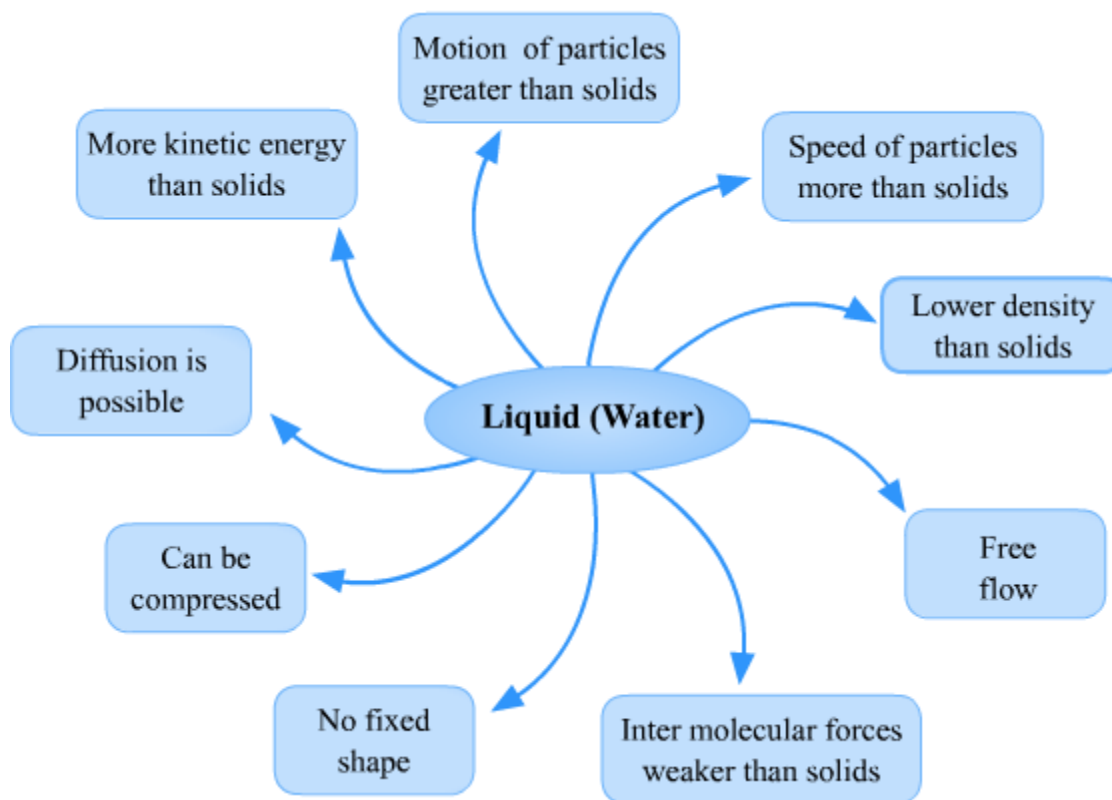 Motion of particles
greater than solids
More kinetic energy
than solids
Speed of particles
more than solids
Lower density
than solids
Diffusion is
possible
Liquid (Water)
Can be
compressed
Free
flow
No fixed
shape
Inter molecular forces
weaker than solids